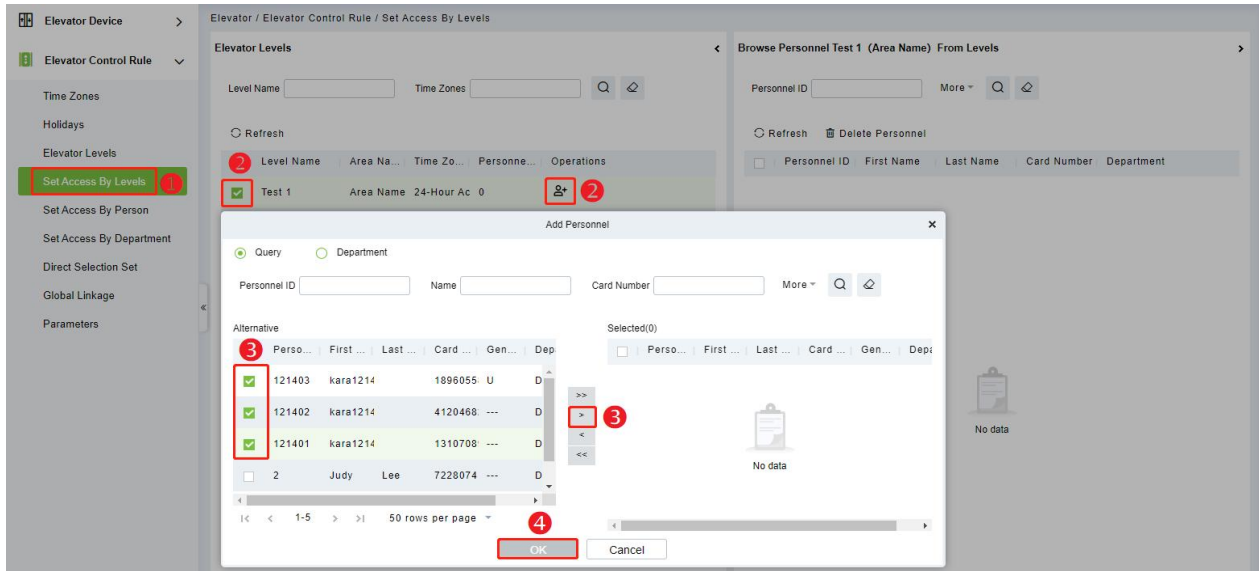 Elevator Device
Elevator Control Rule
Time Zones
Holidays
Elevator Levels
Set Access By Levels 1
Set Access By Person
Set Access By Department
Direct Selection Set
Global Linkage
Parameters
Elevator / Elevator Control Rule / Set Access By Levels
Elevator Levels
Level Name Time Zones
Refresh
2 Level Name Area Na... Time Zo... Personne... Operations
Test 1 Area Name 24-Hour Ac 0 2
Browse Personnel Test 1 (Area Name) From Levels
Personnel ID More
Refresh Delete Personnel
Personnel ID First Name Last Name Card Number Department
No data
Add Personnel
Query Department
Personnel ID Name Card Number More
Alternative
3 Perso... First ... Last ... Card ... Gen... Dep
121403 kara1214 1896055 U D
121402 kara1214 4120468 --- D
121401 kara1214 1310708 --- D
2 Judy Lee 7228074 --- D
1-5 50 rows per page
>>
> 3
<
<<
Selected(0)
Perso... First ... Last ... Card ... Gen... Depa
No data
4
OK Cancel